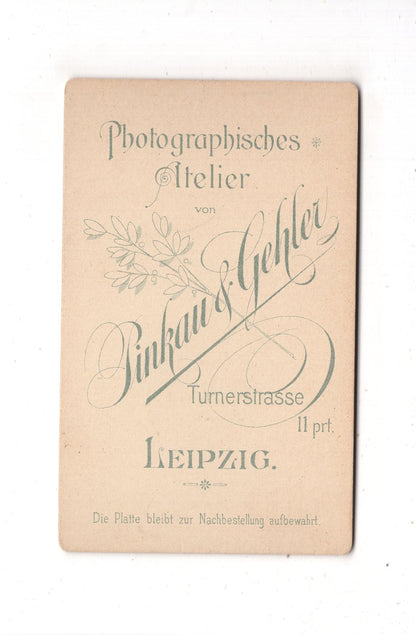 Photographisches
Atelier
von
Pinkau & Gehler
Turnerstrasse
11 prt.
LEIPZIG.
Die Platte bleibt zur Nachbestellung aufbewahrt.